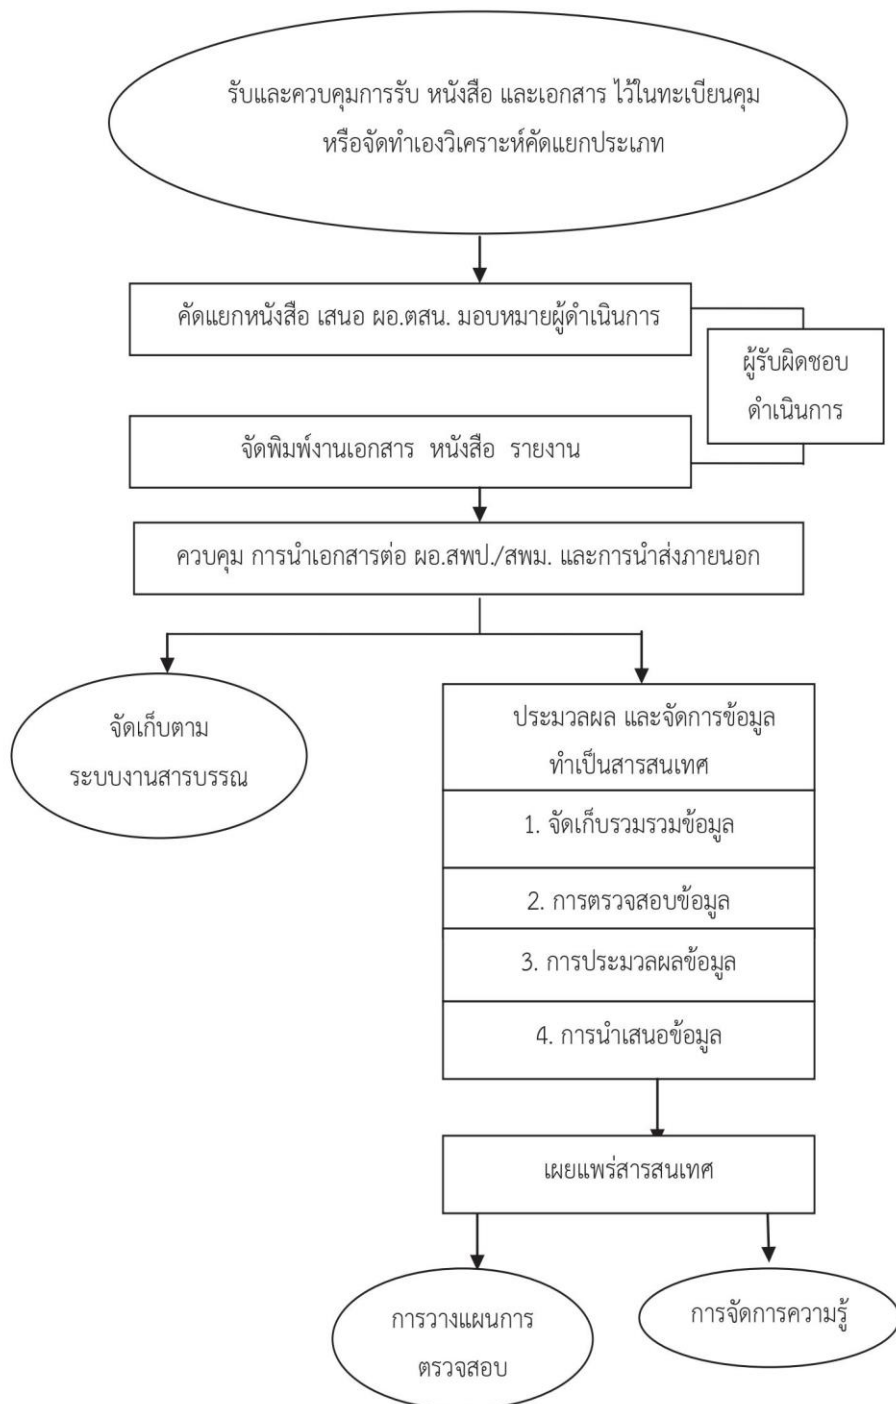 รับและควบคุมการรับ หนังสือ และเอกสาร ไว้ในทะเบียนคุม
หรือจัดทำเองวิเคราะห์คัดแยกประเภท
คัดแยกหนังสือ เสนอ ผอ.ตสน. มอบหมายผู้ดำเนินการ
ผู้รับผิดชอบ
ดำเนินการ
จัดพิมพ์งานเอกสาร หนังสือ รายงาน
ควบคุม การนำเอกสารต่อ ผอ.สพป./สพม. และการนำส่งภายนอก
จัดเก็บตาม
ระบบงานสารบรรณ
ประมวลผล และจัดการข้อมูล
ทำเป็นสารสนเทศ
1. จัดเก็บรวมรวมข้อมูล
2. การตรวจสอบข้อมูล
3. การประมวลผลข้อมูล
4. การนำเสนอข้อมูล
เผยแพร่สารสนเทศ
การวางแผนการ
ตรวจสอบ
การจัดการความรู้